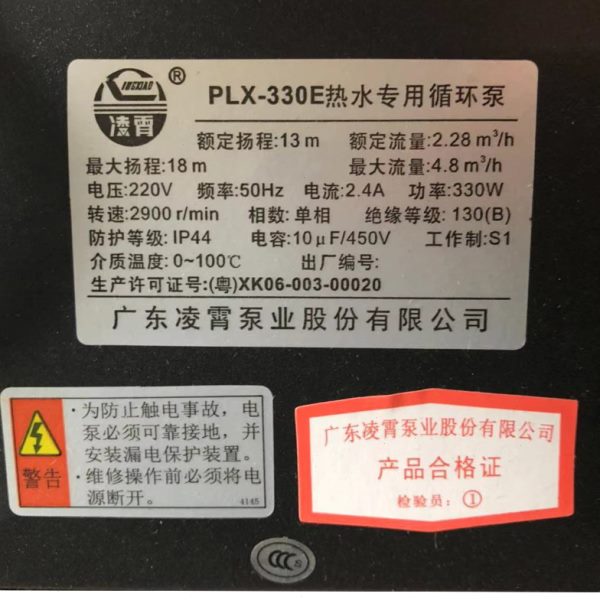 LINGXIAO ®
凌霄
PLX-330E热水专用循环泵
额定扬程:13m 额定流量:2.28m³/h
最大扬程:18m 最大流量:4.8m³/h
电压:220V 频率:50Hz 电流:2.4A 功率:330W
转速:2900r/min 相数:单相 绝缘等级:130(B)
防护等级:IP44 电容:10μF/450V 工作制:S1
介质温度:0~100℃ 出厂编号:
生产许可证号:(粤)XK06-003-00020
广东凌霄泵业股份有限公司
警告
·为防止触电事故，电
泵必须可靠接地，并
安装漏电保护装置。
·维修操作前必须将电
源断开。
4145
广东凌霄泵业股份有限公司
产品合格证
检验员：①
CCC S